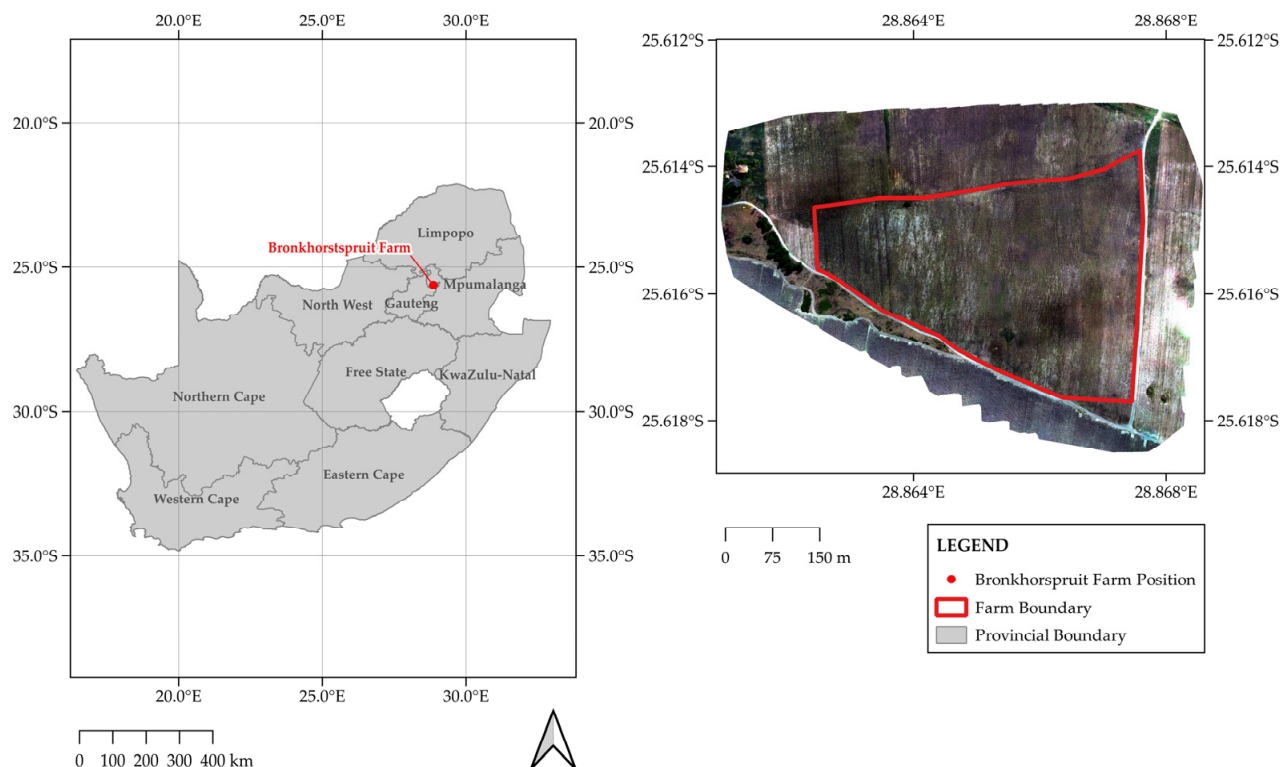 20.0°E 25.0°E 30.0°E
20.0°S 20.0°S
Limpopo
Bronkhorstspruit Farm
25.0°S 25.0°S
Mpumalanga
North West
Gauteng
Free State
KwaZulu-Natal
Northern Cape
30.0°S 30.0°S
Eastern Cape
Western Cape
35.0°S 35.0°S
20.0°E 25.0°E 30.0°E
0 100 200 300 400 km
28.864°E 28.868°E
25.612°S 25.612°S
25.614°S 25.614°S
25.616°S 25.616°S
25.618°S 25.618°S
28.864°E 28.868°E
0 75 150 m
LEGEND
Bronkhorspruit Farm Position
Farm Boundary
Provincial Boundary